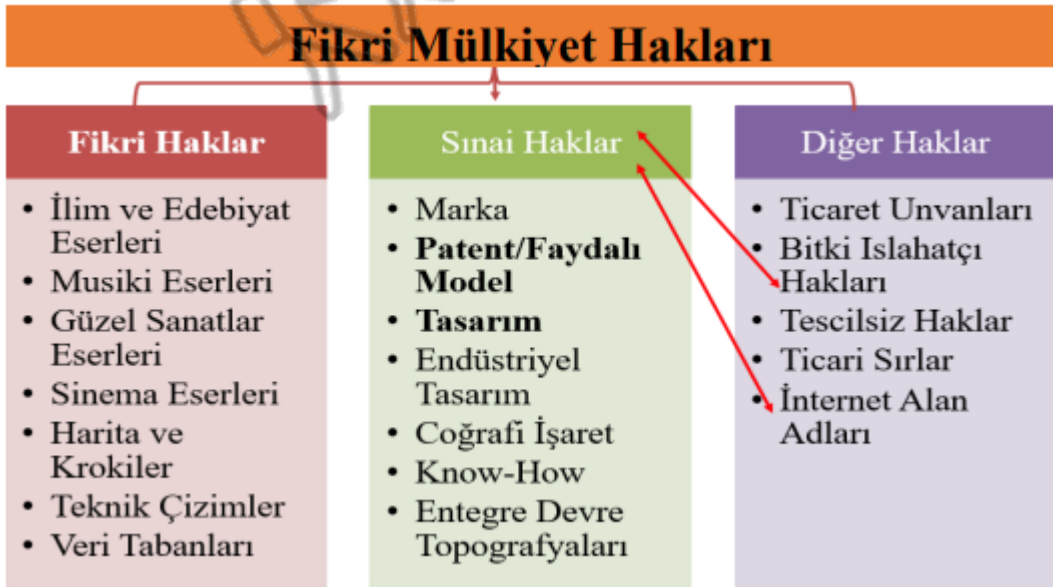 Fikri Mülkiyet Hakları
Fikri Haklar
• İlim ve Edebiyat
Eserleri
• Musiki Eserleri
• Güzel Sanatlar
Eserleri
• Sinema Eserleri
• Harita ve
Krokiler
• Teknik Çizimler
• Veri Tabanları
Sınai Haklar
• Marka
• Patent/Faydalı
Model
• Tasarım
• Endüstriyel
Tasarım
• Coğrafi İşaret
• Know-How
• Entegre Devre
Topografyaları
Diğer Haklar
• Ticaret Unvanları
• Bitki Islahatçı
Hakları
• Tescilsiz Haklar
• Ticari Sırlar
• İnternet Alan
Adları